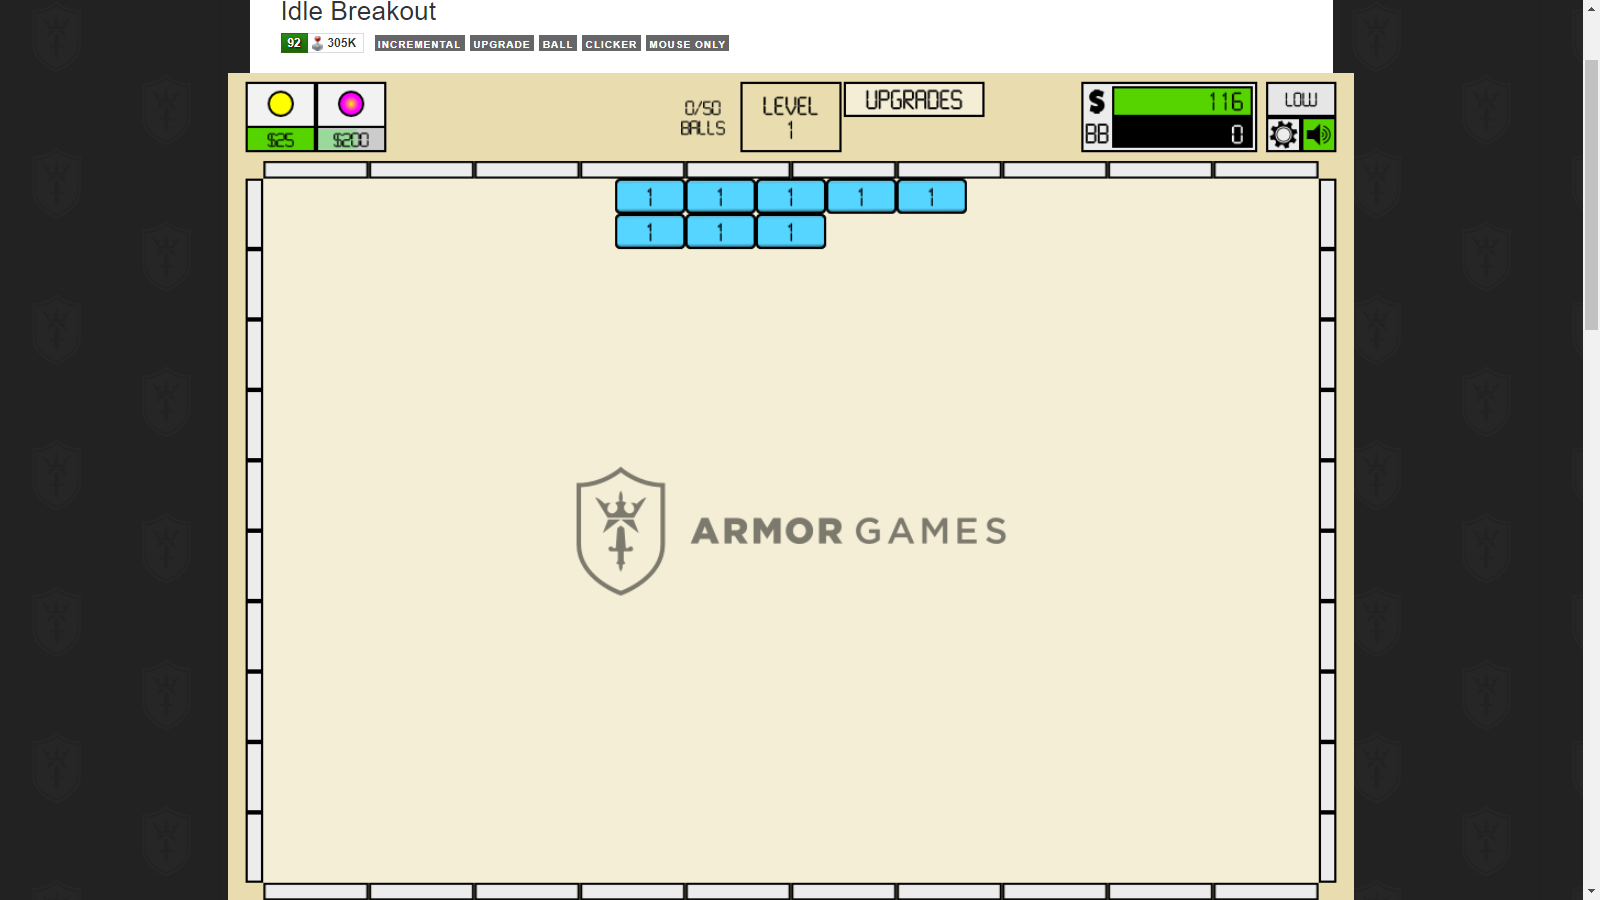 Idle Breakout
92 305K INCREMENTAL UPGRADE BALL CLICKER MOUSE ONLY
$25 $200
0/50
BALLS
LEVEL
1
UPGRADES
$ 116
BB 0
LOW
1 1 1 1 1
1 1 1
ARMOR GAMES